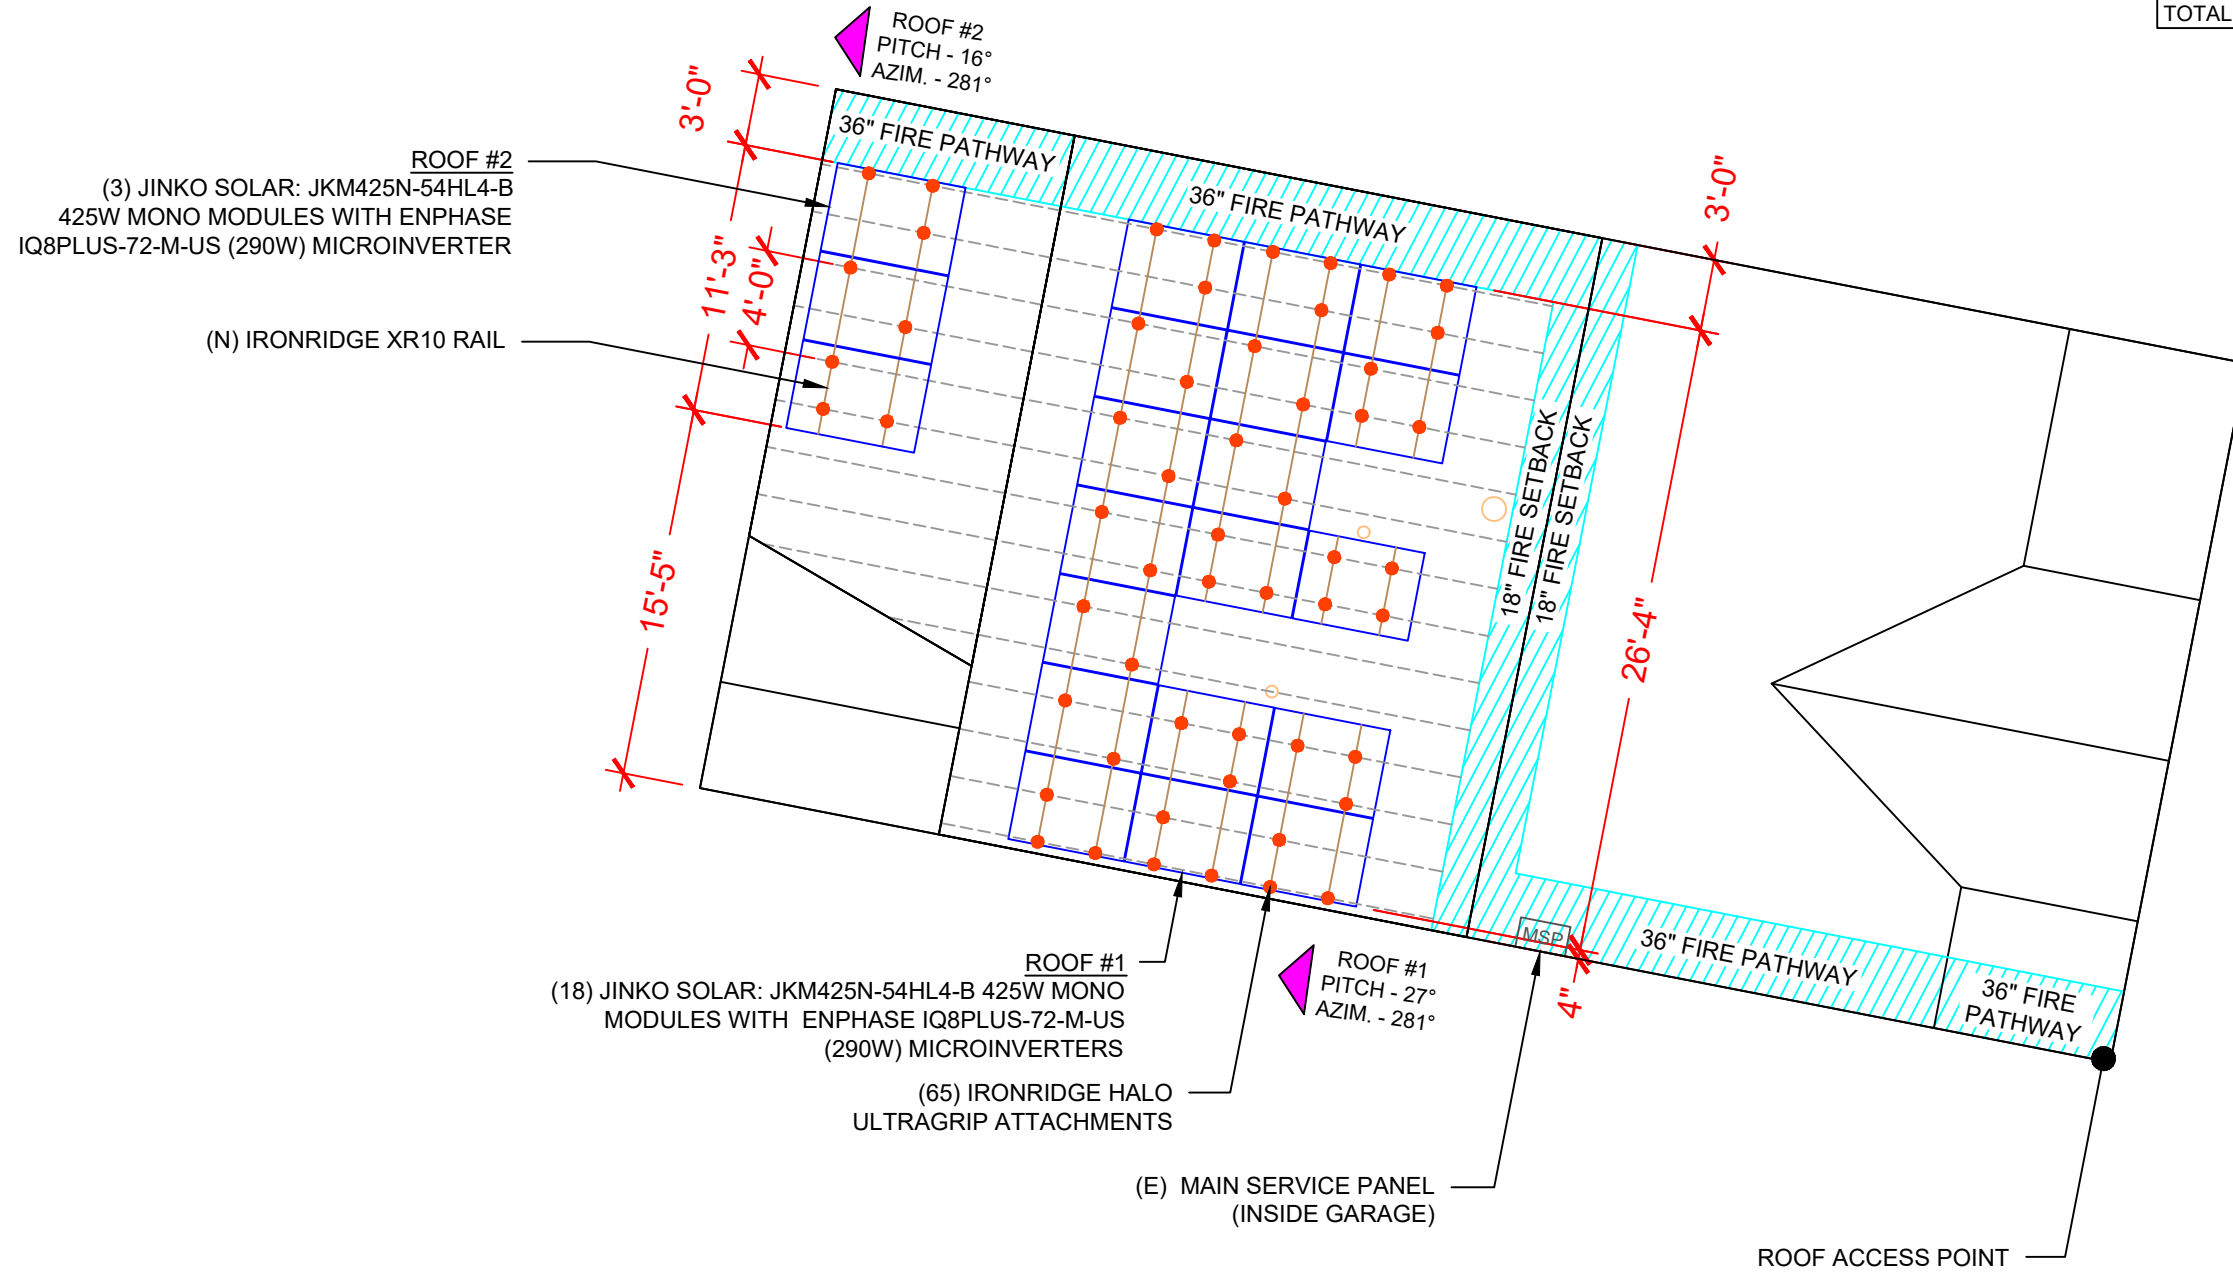 TOTAL
ROOF #2
PITCH - 16°
AZIM. - 281°
3'-0"
36" FIRE PATHWAY
36" FIRE PATHWAY
3'-0"
ROOF #2
(3) JINKO SOLAR: JKM425N-54HL4-B
425W MONO MODULES WITH ENPHASE
IQ8PLUS-72-M-US (290W) MICROINVERTER
11'-3"
4'-0"
(N) IRONRIDGE XR10 RAIL
18" FIRE SETBACK
18" FIRE SETBACK
15'-5"
26'-4"
MSP
36" FIRE PATHWAY
36" FIRE
PATHWAY
4"
ROOF #1
(18) JINKO SOLAR: JKM425N-54HL4-B 425W MONO
MODULES WITH  ENPHASE IQ8PLUS-72-M-US
(290W) MICROINVERTERS
ROOF #1
PITCH - 27°
AZIM. - 281°
(65) IRONRIDGE HALO
ULTRAGRIP ATTACHMENTS
(E)  MAIN SERVICE PANEL
(INSIDE GARAGE)
ROOF ACCESS POINT